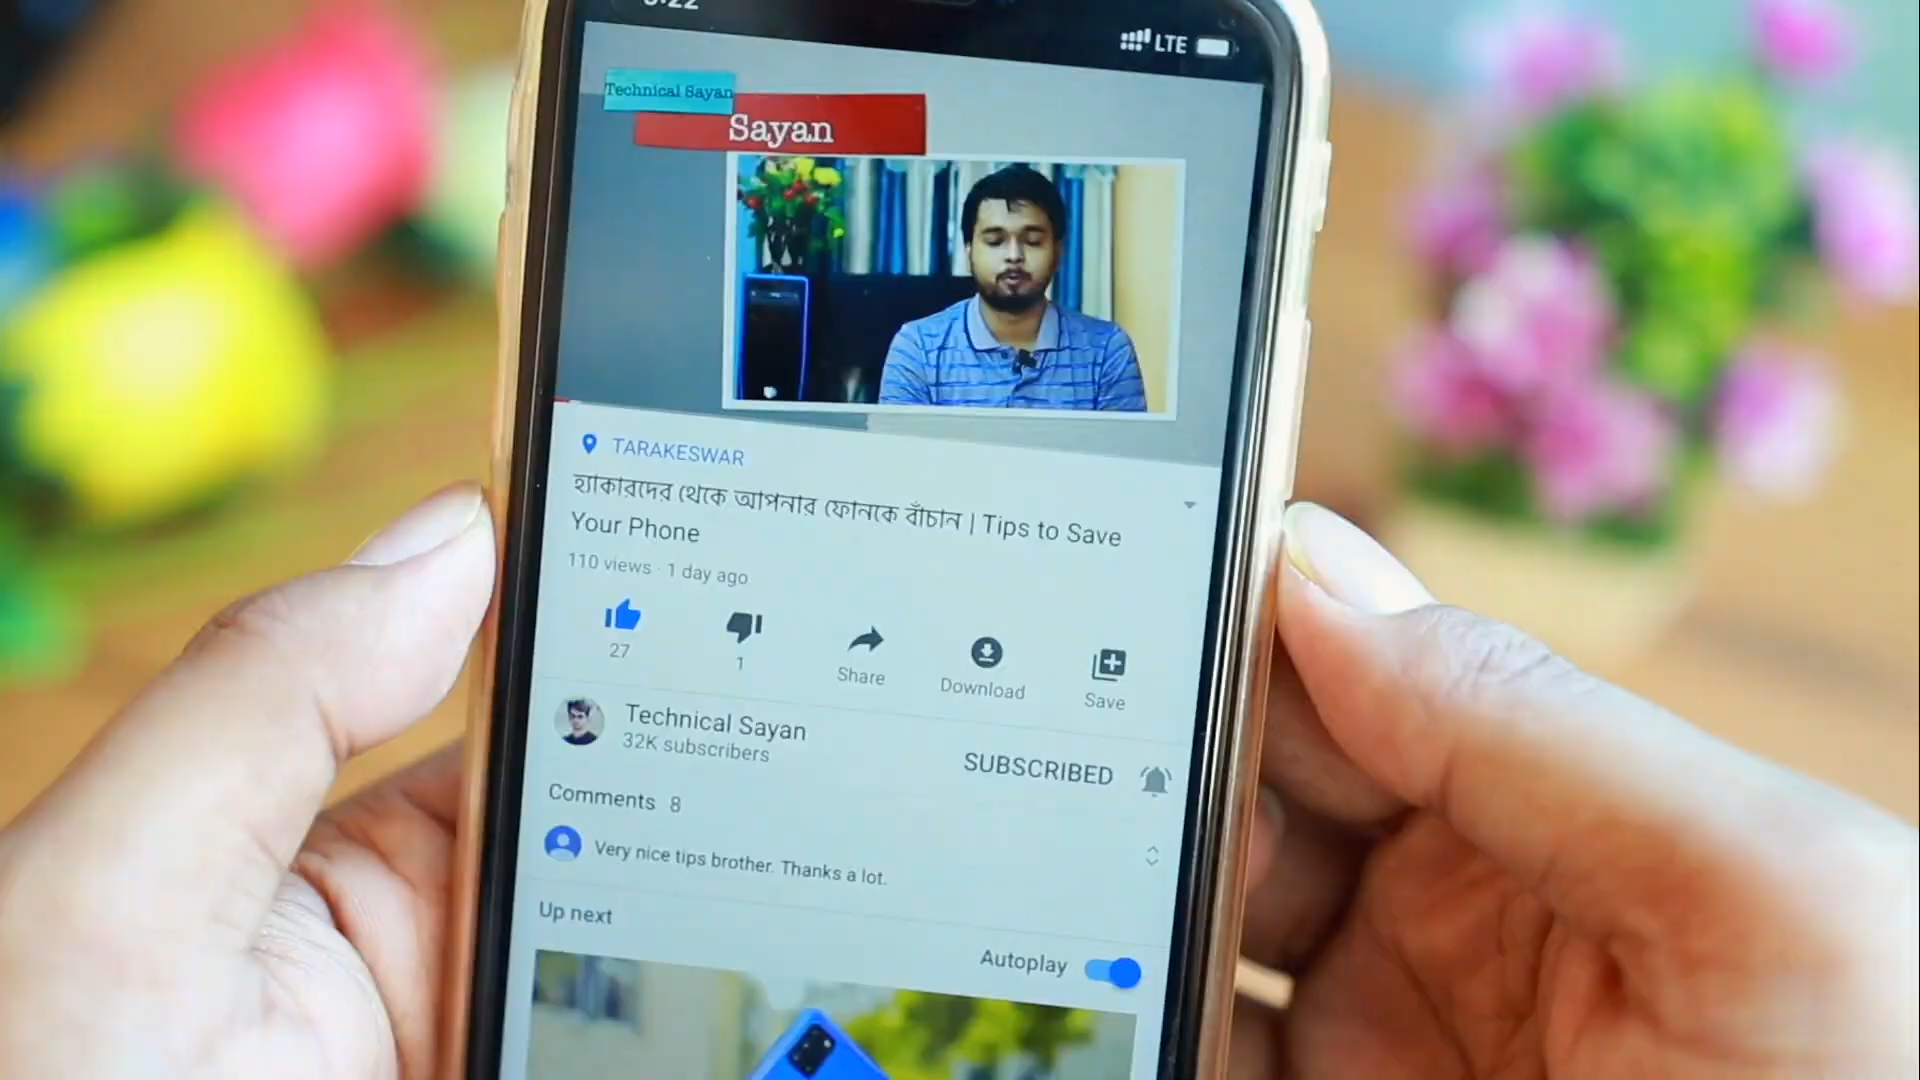 LTE
Technical Sayan
Sayan
TARAKESWAR
হ্যাকারদের থেকে আপনার ফোনকে বাঁচান | Tips to Save
Your Phone
110 views · 1 day ago
27
1
Share
Download
Save
Technical Sayan
32K subscribers
SUBSCRIBED
Comments 8
Very nice tips brother. Thanks a lot.
Up next
Autoplay